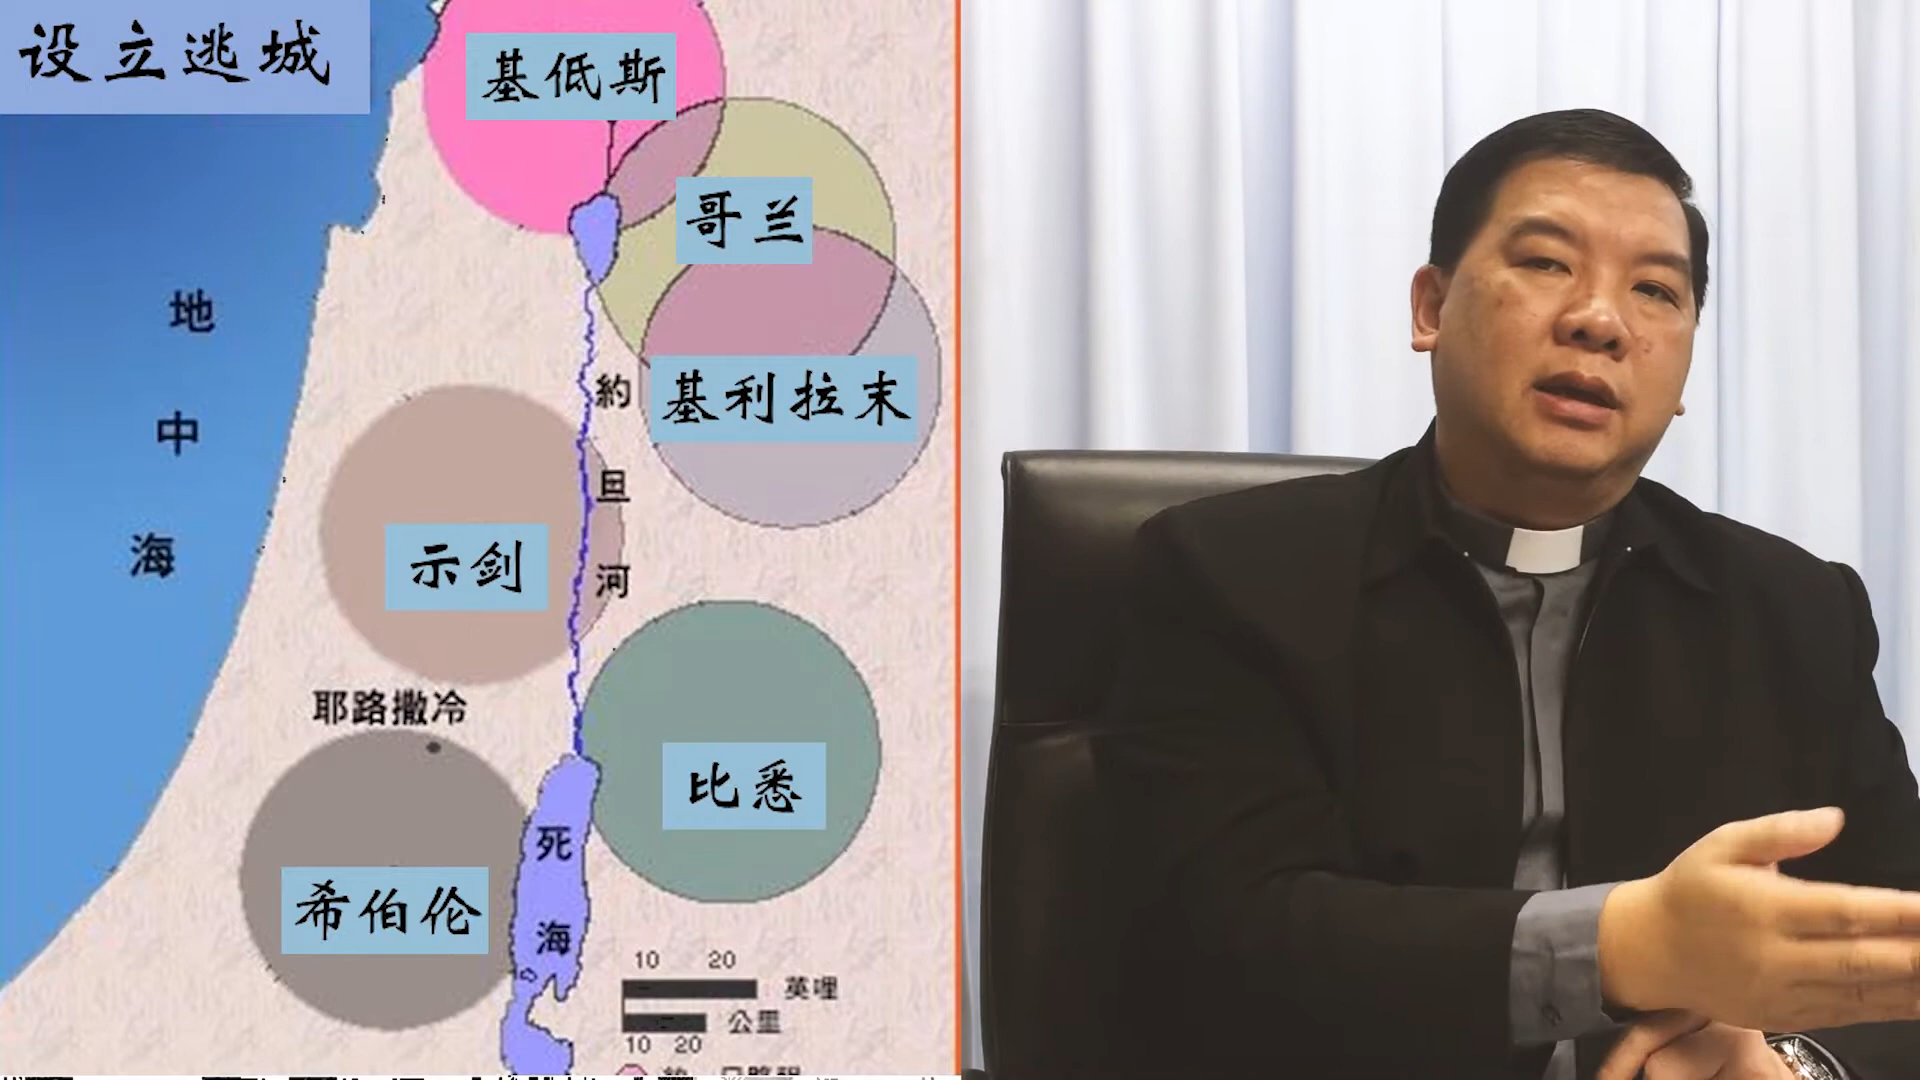 设立逃城
基低斯
哥兰
地中海
基利拉末
約旦河
示剑
耶路撒冷
比悉
死海
希伯伦
10 20
英哩
公里
10 20